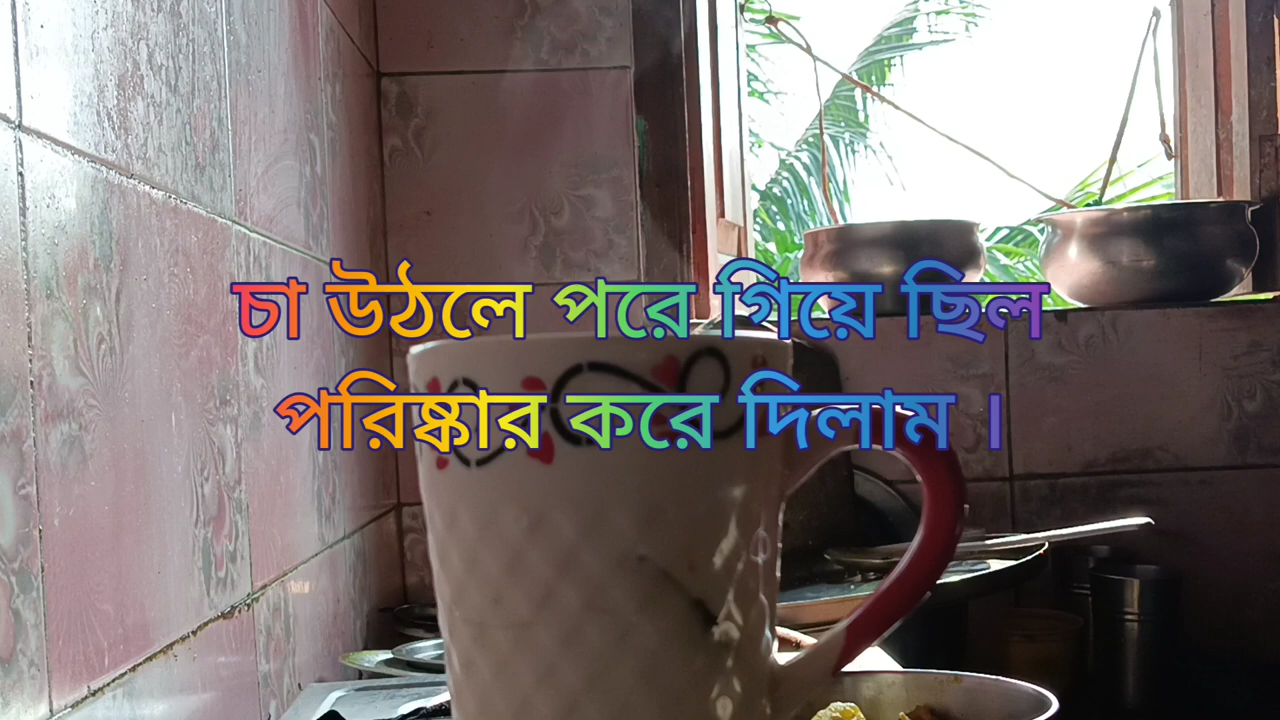 চা উঠলে পরে গিয়ে ছিল
পরিষ্কার করে দিলাম ।